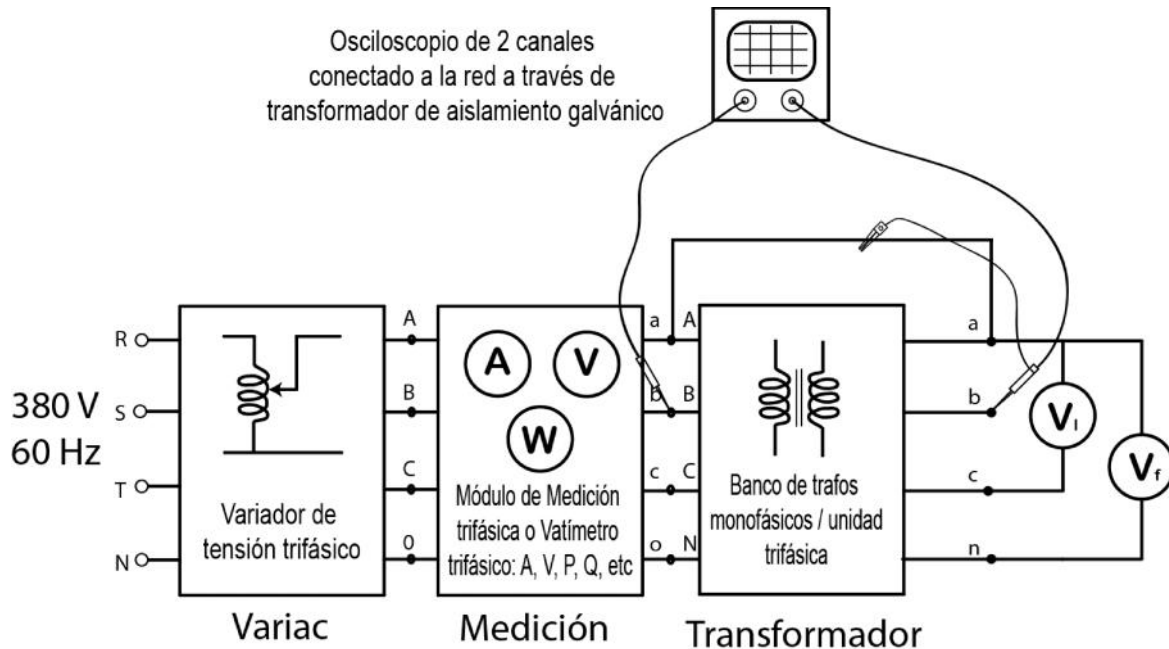 Osciloscopio de 2 canales
conectado a la red a través de
transformador de aislamiento galvánico
380 V
60 Hz
R
S
T
N
Variador de
tensión trifásico
Variac
A
B
C
0
A
V
W
Módulo de Medición
trifásica o Vatímetro
trifásico: A, V, P, Q, etc
Medición
a A
b B
c C
o N
Banco de trafos
monofásicos / unidad
trifásica
Transformador
a
b
c
n
Vl
Vf